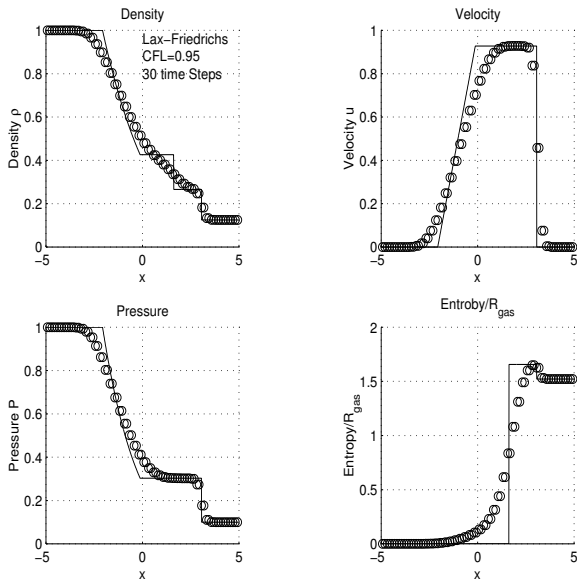 Density
Lax-Friedrichs
CFL=0.95
30 time Steps
1
0.8
0.6
0.4
0.2
0
Density ρ
-5
0
5
x
Velocity
1
0.8
0.6
0.4
0.2
0
Velocity u
-5
0
5
x
Pressure
1
0.8
0.6
0.4
0.2
0
Pressure P
-5
0
5
x
Entroby/R_gas
2
1.5
1
0.5
0
Entropy/R_gas
-5
0
5
x